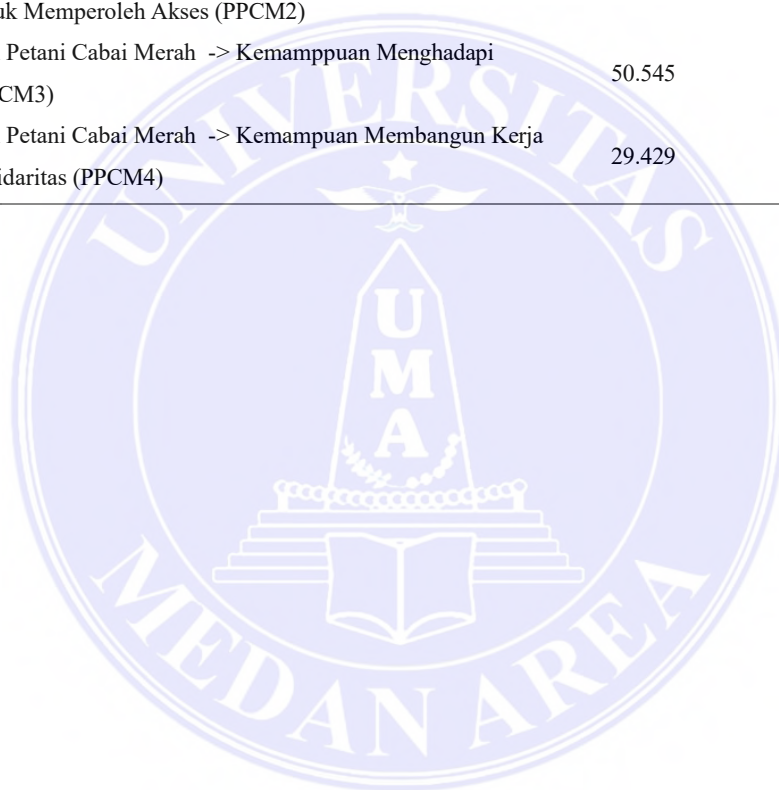 uk Memperoleh Akses (PPCM2)
Petani Cabai Merah -> Kemamppuan Menghadapi
50.545
CM3)
Petani Cabai Merah -> Kemampuan Membangun Kerja
29.429
idaritas (PPCM4)
UNIVERSITAS
UMA
MEDAN AREA